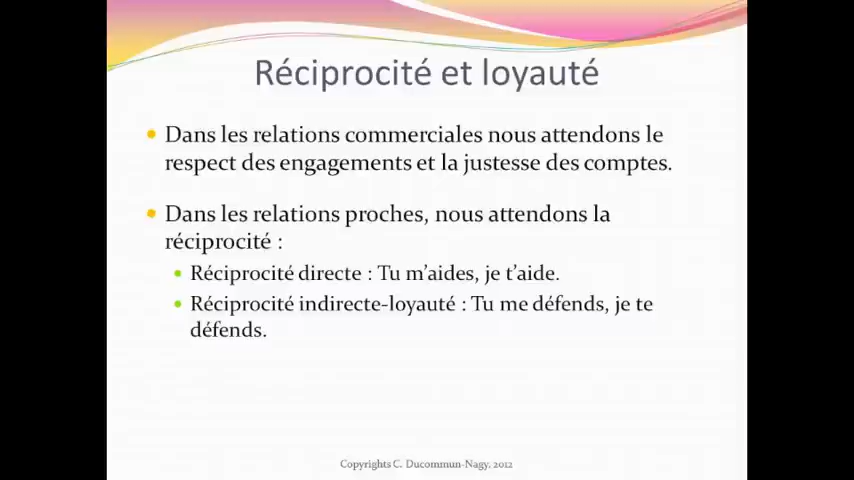 Réciprocité et loyauté
Dans les relations commerciales nous attendons le
respect des engagements et la justesse des comptes.
Dans les relations proches, nous attendons la
réciprocité :
Réciprocité directe : Tu m’aides, je t’aide.
Réciprocité indirecte-loyauté : Tu me défends, je te
défends.
Copyrights C. Ducommun-Nagy, 2012